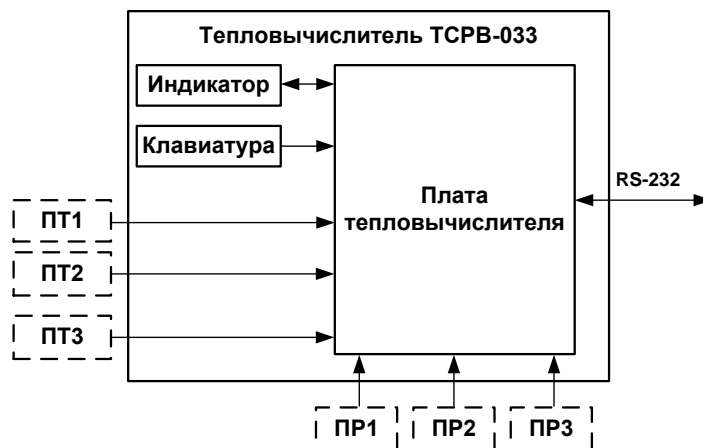 Тепловычислитель ТСРВ-033
Индикатор
Клавиатура
Плата
тепловычислителя
RS-232
ПТ1
ПТ2
ПТ3
ПР1 ПР2 ПР3